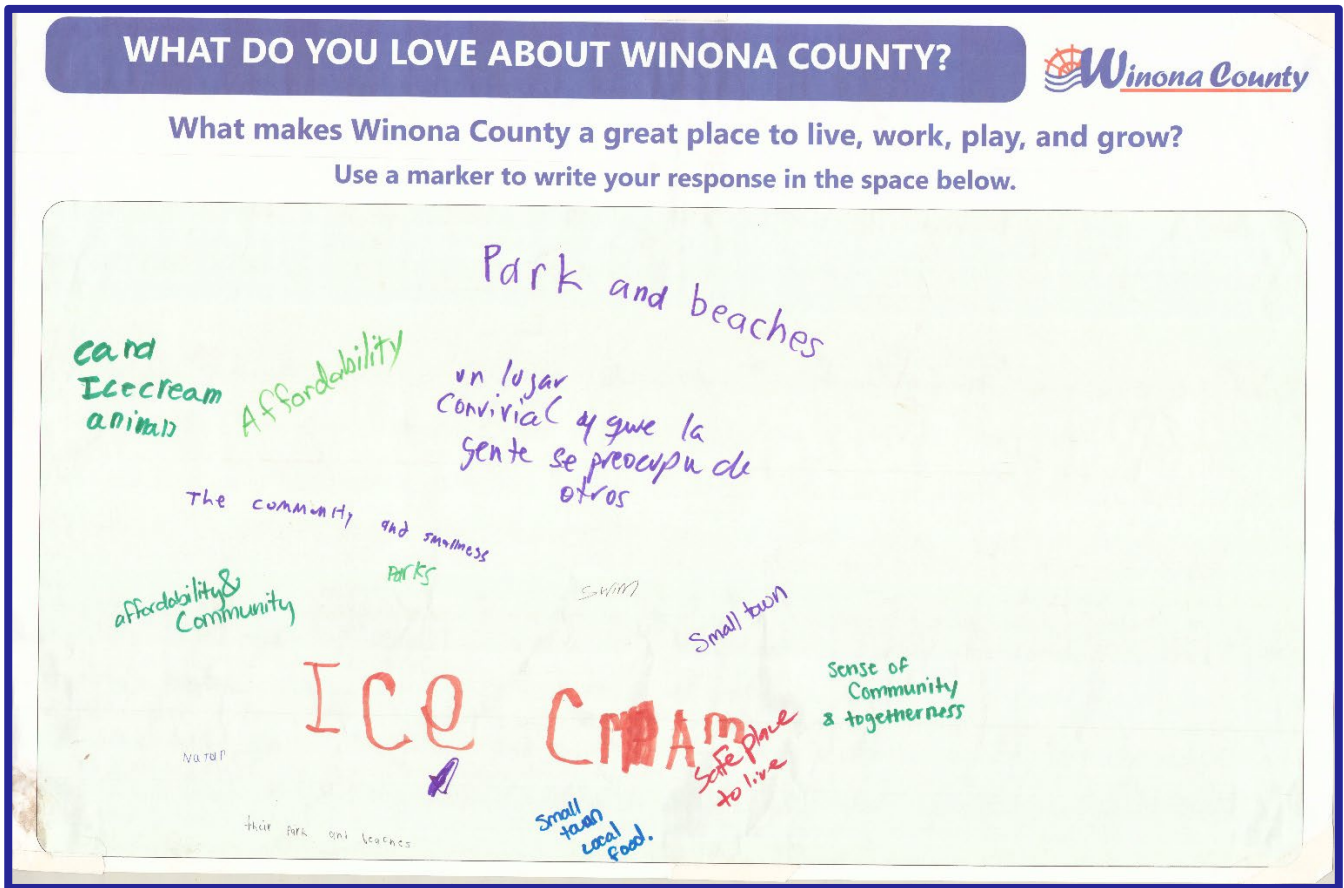 WHAT DO YOU LOVE ABOUT WINONA COUNTY?
Winona County
What makes Winona County a great place to live, work, play, and grow?
Use a marker to write your response in the space below.
Park and beaches
cand
Icecream
animals
Affordability
un lugar
convivial y que la
gente se preocupa de
otros
The community and smallness
Parks
swim
affordability &
Community
Small town
Sense of
Community
& togetherness
ICe
Safe place
to live
Natur
Small
town
Local
food.
their park and beaches